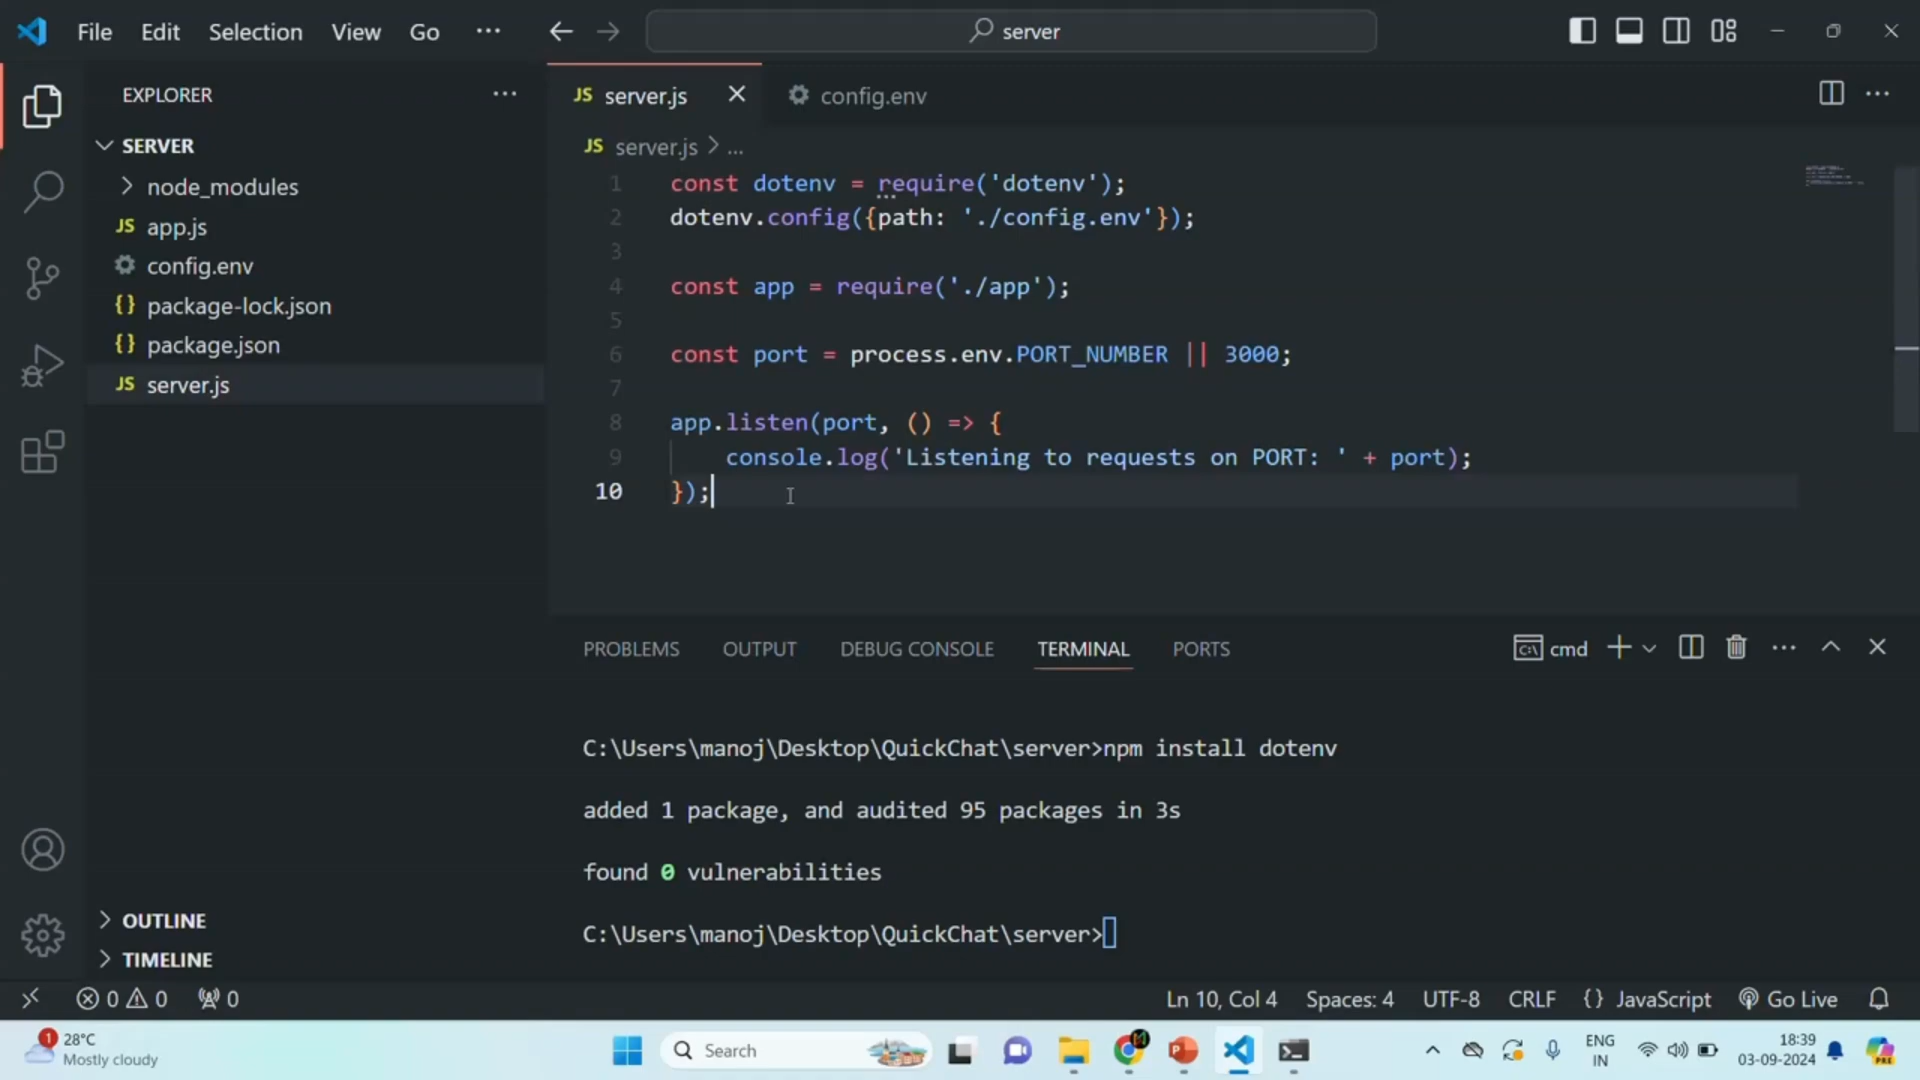 File Edit Selection View Go ··· server
EXPLORER ···
SERVER
node_modules
JS app.js
config.env
{} package-lock.json
{} package.json
JS server.js
OUTLINE
TIMELINE
JS server.js config.env
JS server.js > ...
1 const dotenv = require('dotenv');
2 dotenv.config({path: './config.env'});
3
4 const app = require('./app');
5
6 const port = process.env.PORT_NUMBER || 3000;
7
8 app.listen(port, () => {
9 console.log('Listening to requests on PORT: ' + port);
10 });
PROBLEMS OUTPUT DEBUG CONSOLE TERMINAL PORTS cmd
C:\Users\manoj\Desktop\QuickChat\server>npm install dotenv
added 1 package, and audited 95 packages in 3s
found 0 vulnerabilities
C:\Users\manoj\Desktop\QuickChat\server>
0 0 0 Ln 10, Col 4 Spaces: 4 UTF-8 CRLF {} JavaScript Go Live
1 28°C
Mostly cloudy
Search
ENG
IN
18:39
03-09-2024
PRE